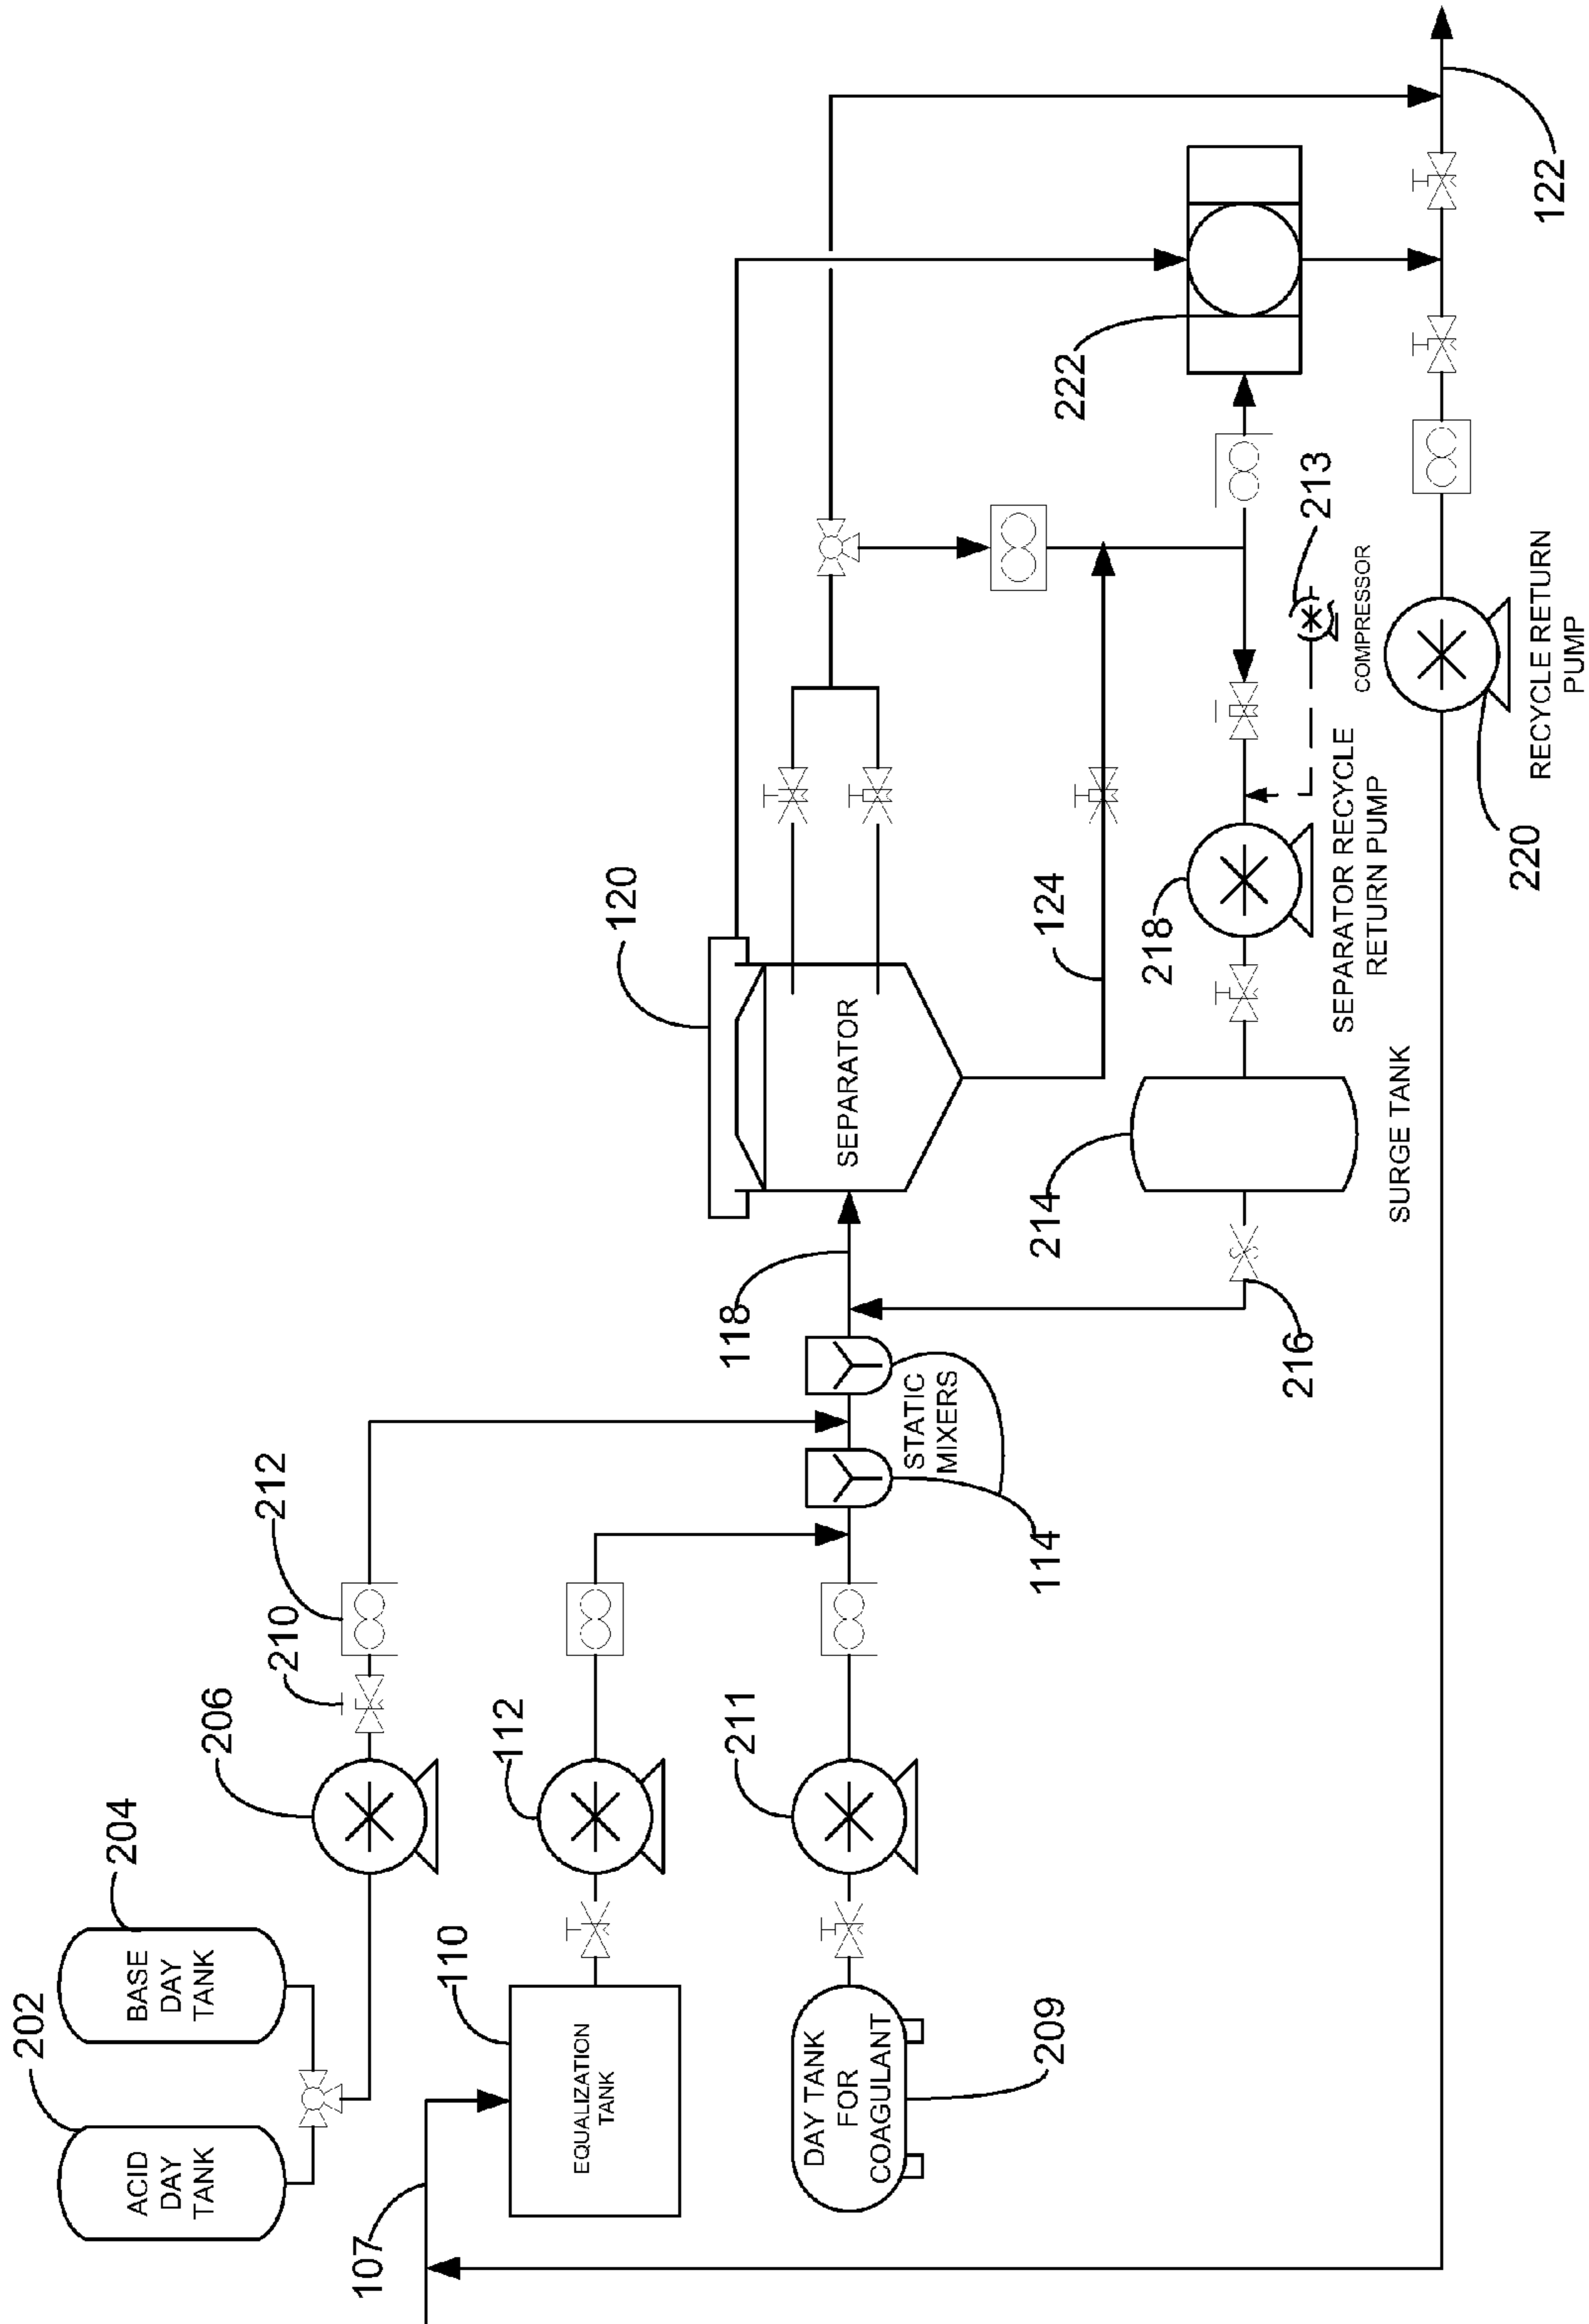 202
ACID
DAY
TANK
204
BASE
DAY
TANK
206
210
212
107
110
EQUALIZATION
TANK
112
DAY TANK
FOR
COAGULANT
209
211
114
STATIC
MIXERS
118
120
SEPARATOR
124
216
214
SURGE TANK
218
SEPARATOR RECYCLE
RETURN PUMP
213
COMPRESSOR
222
220
RECYCLE RETURN
PUMP
122